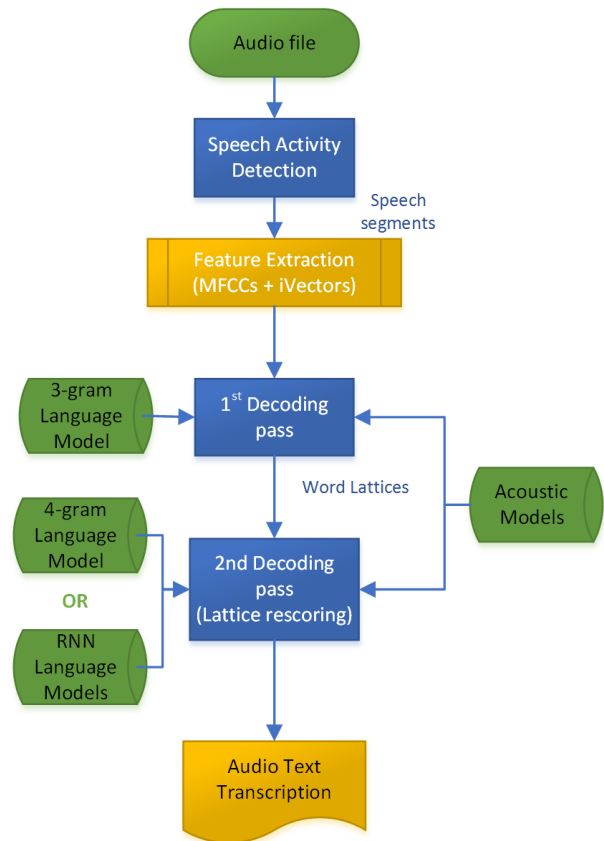 Audio file
Speech Activity
Detection
Speech
segments
Feature Extraction
(MFCCs + iVectors)
3-gram
Language
Model
1st Decoding
pass
Word Lattices
Acoustic
Models
4-gram
Language
Model
OR
RNN
Language
Models
2nd Decoding
pass
(Lattice rescoring)
Audio Text
Transcription